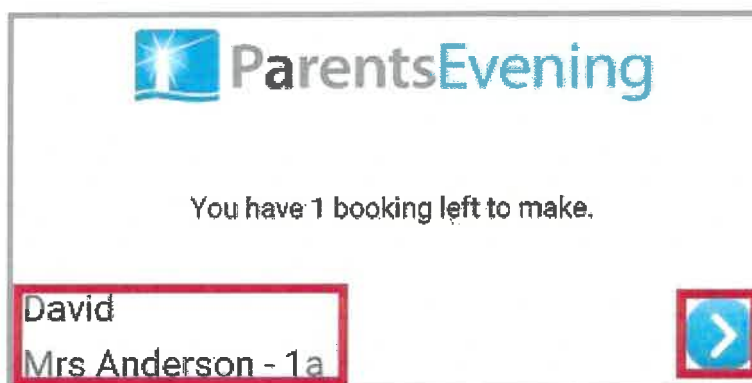 ParentsEvening
You have 1 booking left to make.
David
Mrs Anderson - 1a